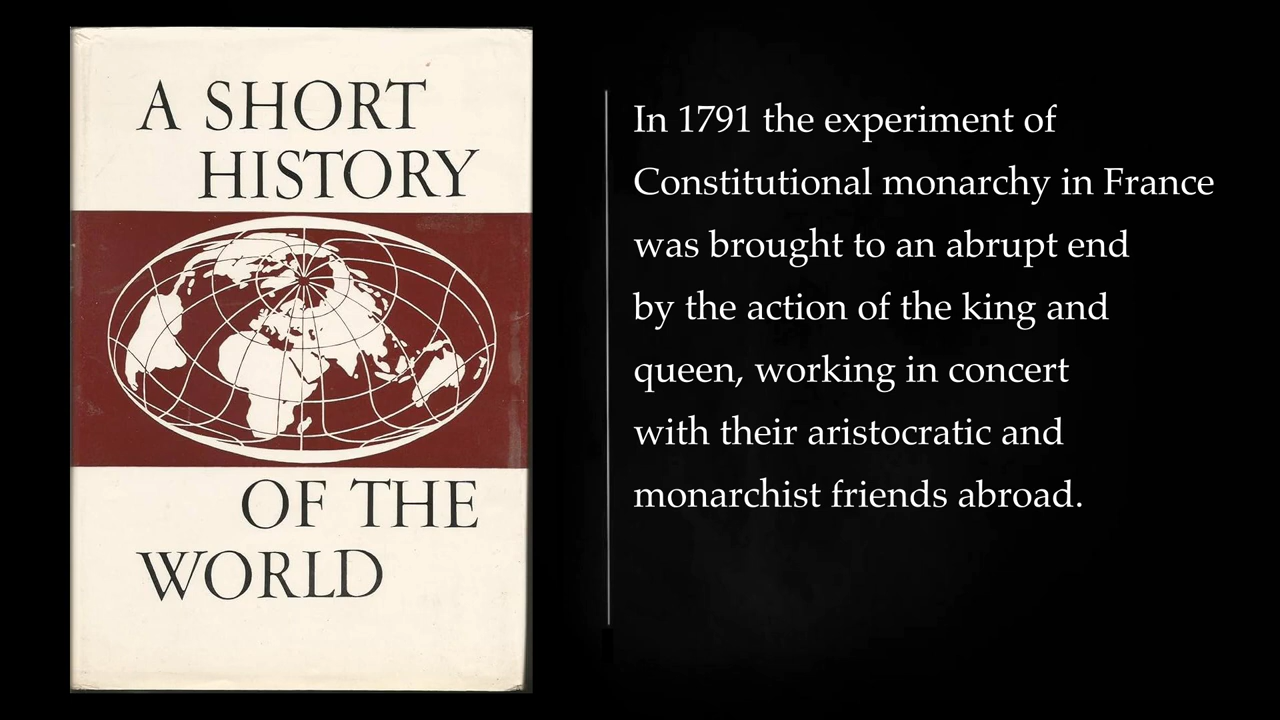 A SHORT
HISTORY
OF THE
WORLD
In 1791 the experiment of
Constitutional monarchy in France
was brought to an abrupt end
by the action of the king and
queen, working in concert
with their aristocratic and
monarchist friends abroad.